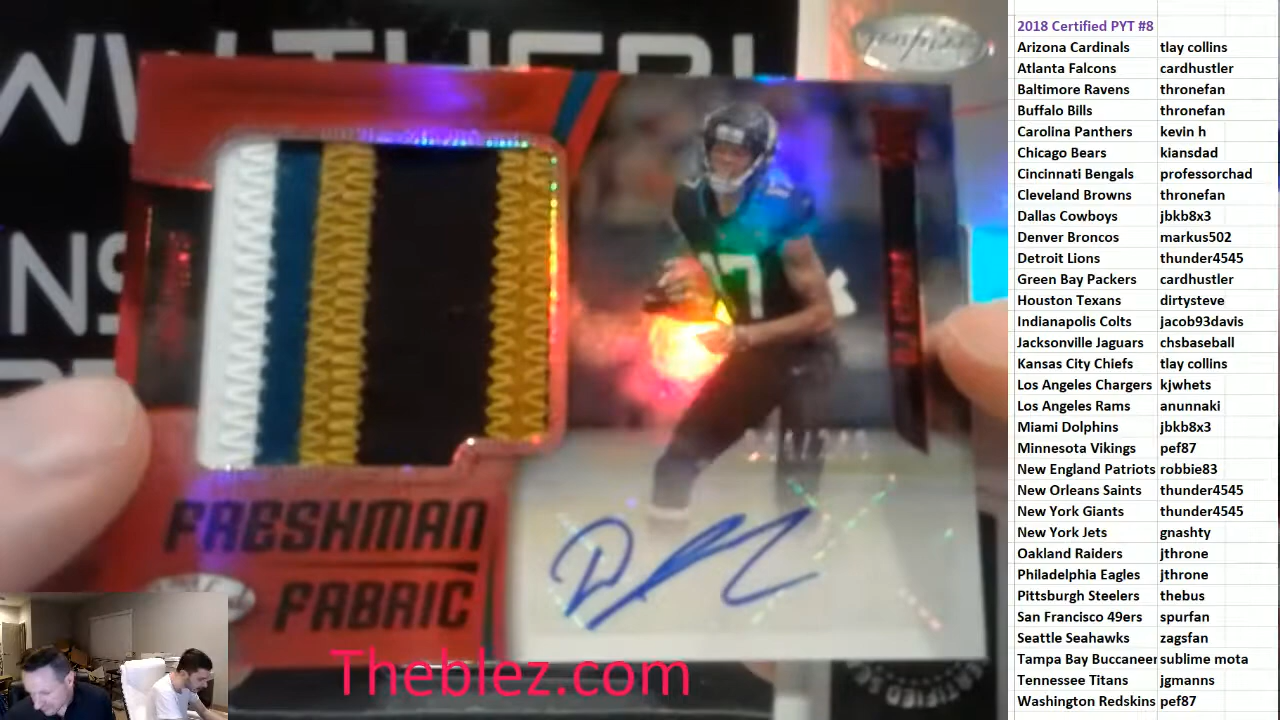 2018 Certified PYT #8
Arizona Cardinals tlay collins
Atlanta Falcons cardhustler
Baltimore Ravens thronefan
Buffalo Bills thronefan
Carolina Panthers kevin h
Chicago Bears kiansdad
Cincinnati Bengals professorchad
Cleveland Browns thronefan
Dallas Cowboys jbkb8x3
Denver Broncos markus502
Detroit Lions thunder4545
Green Bay Packers cardhustler
Houston Texans dirtysteve
Indianapolis Colts jacob93davis
Jacksonville Jaguars chsbaseball
Kansas City Chiefs tlay collins
Los Angeles Chargers kjwhets
Los Angeles Rams anunnaki
Miami Dolphins jbkb8x3
Minnesota Vikings pef87
New England Patriots robbie83
New Orleans Saints thunder4545
New York Giants thunder4545
New York Jets gnashty
Oakland Raiders jthrone
Philadelphia Eagles jthrone
Pittsburgh Steelers thebus
San Francisco 49ers spurfan
Seattle Seahawks zagsfan
Tampa Bay Buccaneer sublime mota
Tennessee Titans jgmanns
Washington Redskins pef87
17
FRESHMAN
FABRIC
Theblez.com